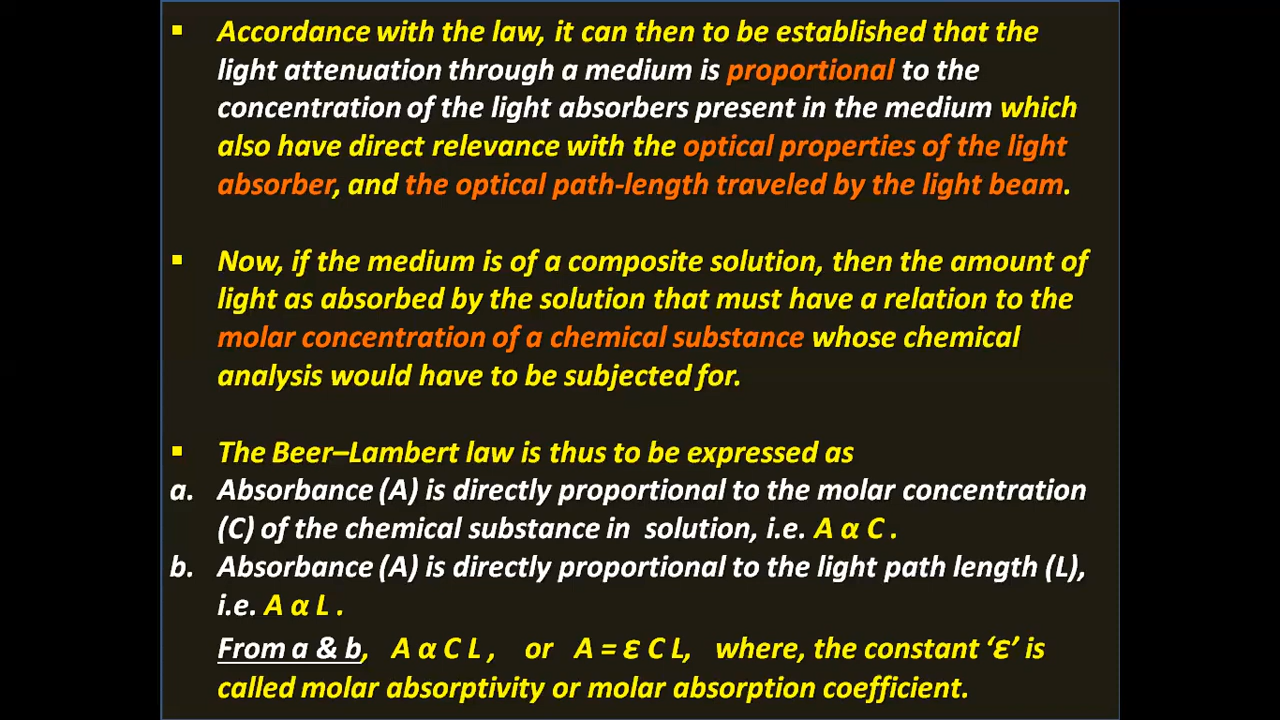 ▪ Accordance with the law, it can then to be established that the
light attenuation through a medium is proportional to the
concentration of the light absorbers present in the medium which
also have direct relevance with the optical properties of the light
absorber, and the optical path-length traveled by the light beam.
▪ Now, if the medium is of a composite solution, then the amount of
light as absorbed by the solution that must have a relation to the
molar concentration of a chemical substance whose chemical
analysis would have to be subjected for.
▪ The Beer–Lambert law is thus to be expressed as
a. Absorbance (A) is directly proportional to the molar concentration
(C) of the chemical substance in solution, i.e. A α C .
b. Absorbance (A) is directly proportional to the light path length (L),
i.e. A α L .
From a & b, A α C L , or A = ε C L, where, the constant ‘ε’ is
called molar absorptivity or molar absorption coefficient.